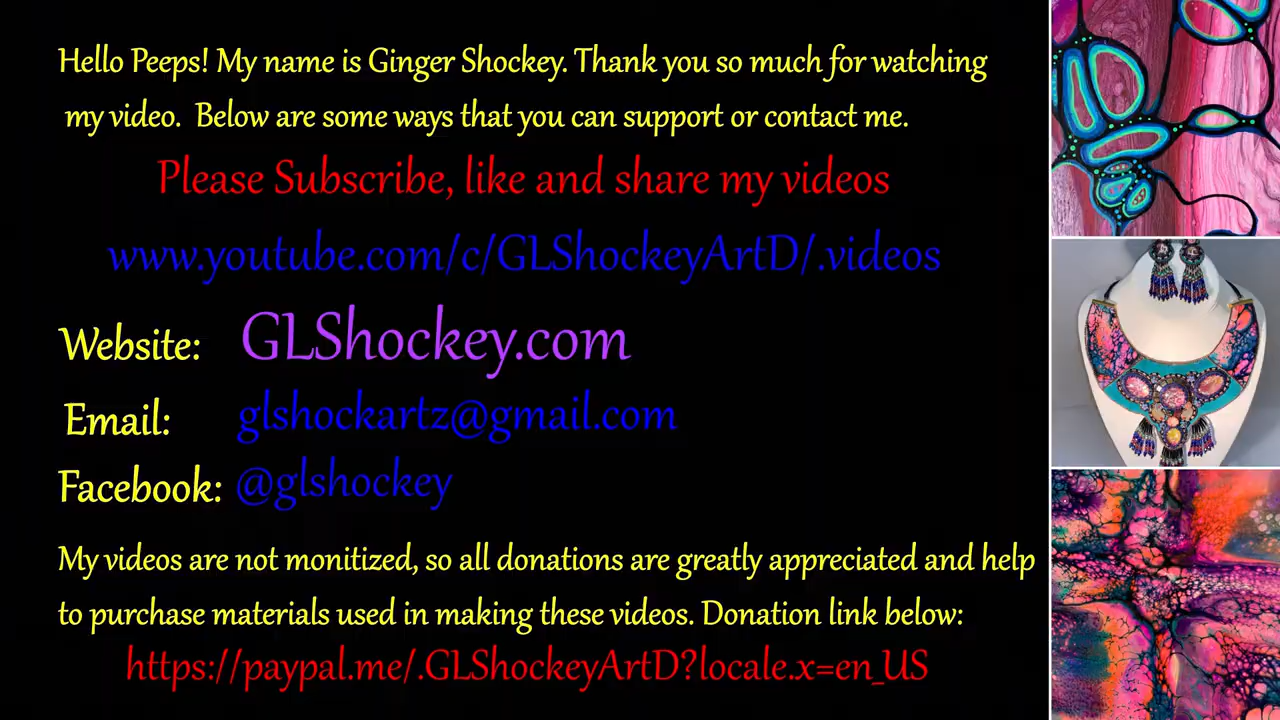 Hello Peeps! My name is Ginger Shockey. Thank you so much for watching
my video. Below are some ways that you can support or contact me.
Please Subscribe, like and share my videos
www.youtube.com/c/GLShockeyArtD/.videos
Website: GLShockey.com
Email: glshockartz@gmail.com
Facebook: @glshockey
My videos are not monitized, so all donations are greatly appreciated and help
to purchase materials used in making these videos. Donation link below:
https://paypal.me/.GLShockeyArtD?locale.x=en_US